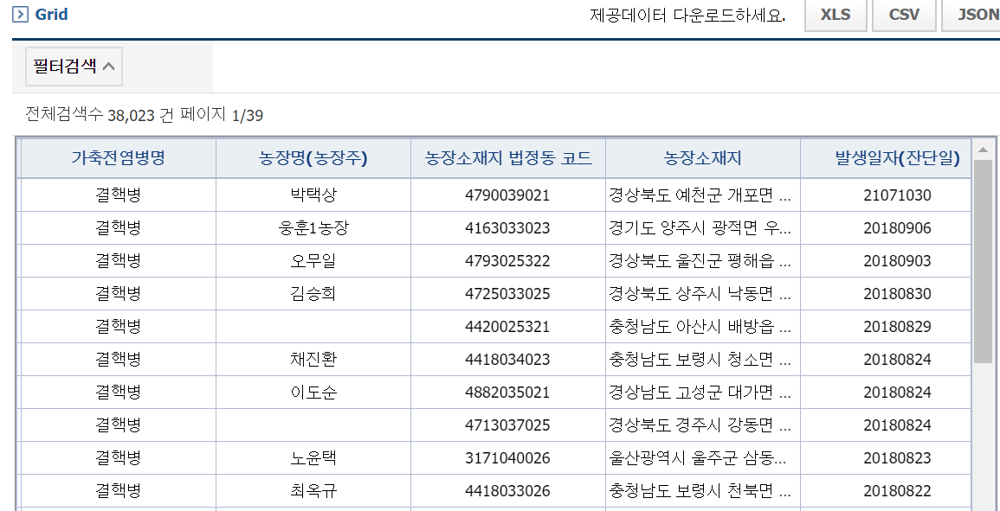 Grid
제공데이터 다운로드하세요. XLS CSV JSON
필터검색
전체검색수 38,023 건 페이지 1/39
가축전염병명 농장명(농장주) 농장소재지 법정동 코드 농장소재지 발생일자(잔단일)
결핵병 박택상 4790039021 경상북도 예천군 개포면 ... 21071030
결핵병 웅훈1농장 4163033023 경기도 양주시 광적면 우... 20180906
결핵병 오무일 4793025322 경상북도 울진군 평해읍 ... 20180903
결핵병 김승희 4725033025 경상북도 상주시 낙동면 ... 20180830
결핵병 4420025321 충청남도 아산시 배방읍 ... 20180829
결핵병 채진환 4418034023 충청남도 보령시 청소면 ... 20180824
결핵병 이도순 4882035021 경상남도 고성군 대가면 ... 20180824
결핵병 4713037025 경상북도 경주시 강동면 ... 20180824
결핵병 노윤택 3171040026 울산광역시 울주군 삼동... 20180823
결핵병 최옥규 4418033026 충청남도 보령시 천북면 ... 20180822